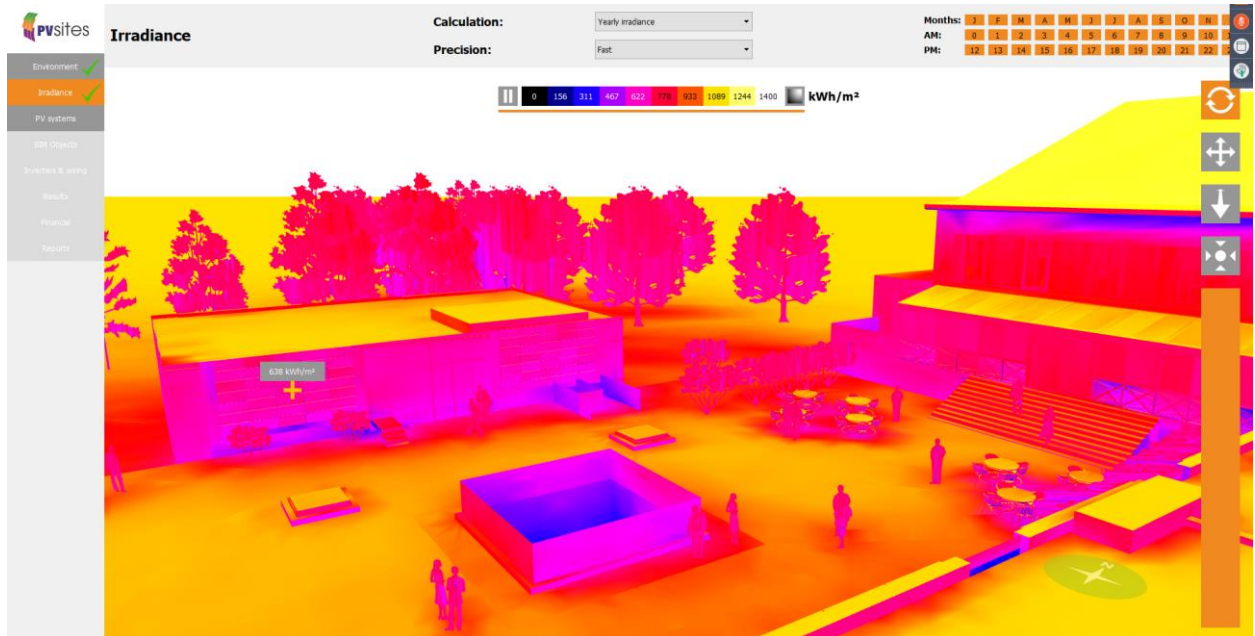 PVsites
Irradiance
Calculation:
Yearly irradiance
Precision:
Fast
Months: J F M A M J J A S O N
AM: 0 1 2 3 4 5 6 7 8 9 10
PM: 12 13 14 15 16 17 18 19 20 21 22
Environment
Irradiance
PV systems
BIM Objects
Inverters & wiring
Results
Financial
Reports
0 156 311 467 622 778 933 1089 1244 1400 kWh/m²
638 kWh/m²
N